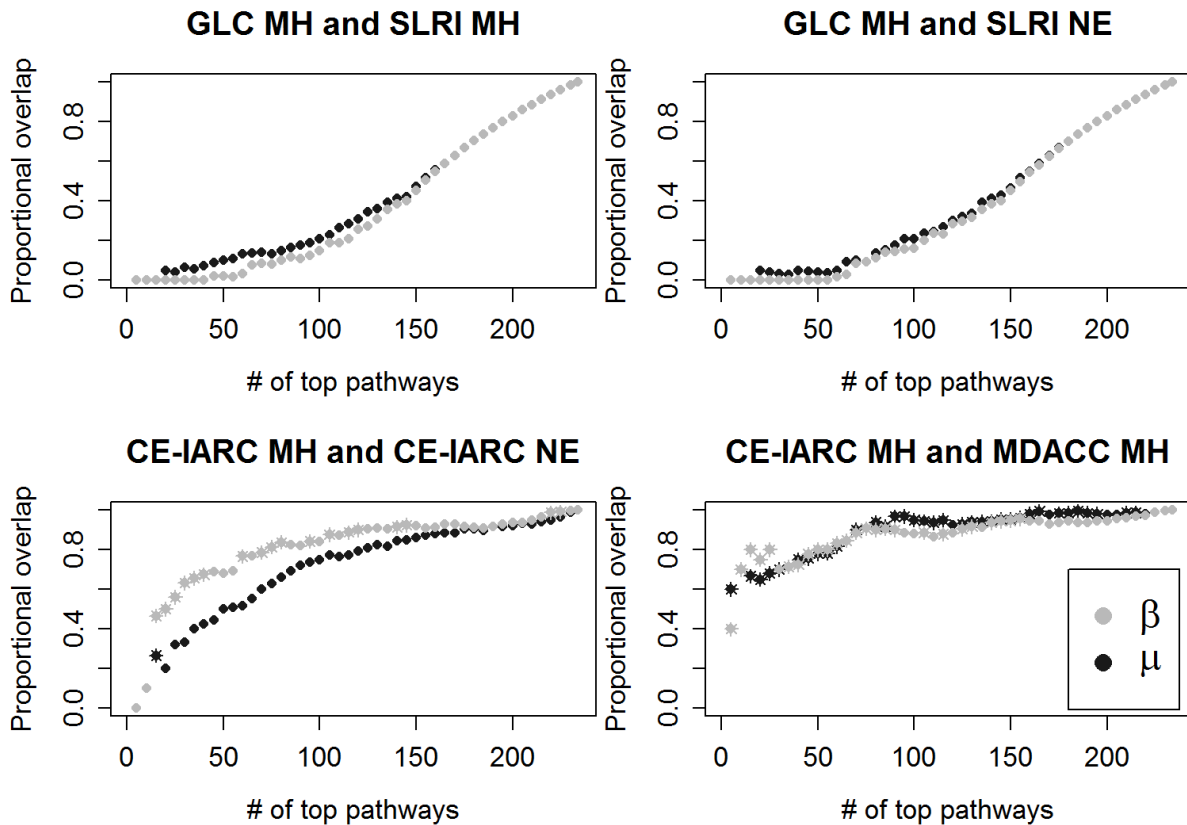 GLC MH and SLRI MH
Proportional overlap
0.0 0.4 0.8
0 50 100 150 200
# of top pathways
GLC MH and SLRI NE
Proportional overlap
0.0 0.4 0.8
0 50 100 150 200
# of top pathways
CE-IARC MH and CE-IARC NE
Proportional overlap
0.0 0.4 0.8
0 50 100 150 200
# of top pathways
CE-IARC MH and MDACC MH
Proportional overlap
0.0 0.4 0.8
0 50 100 150 200
# of top pathways
β
μ